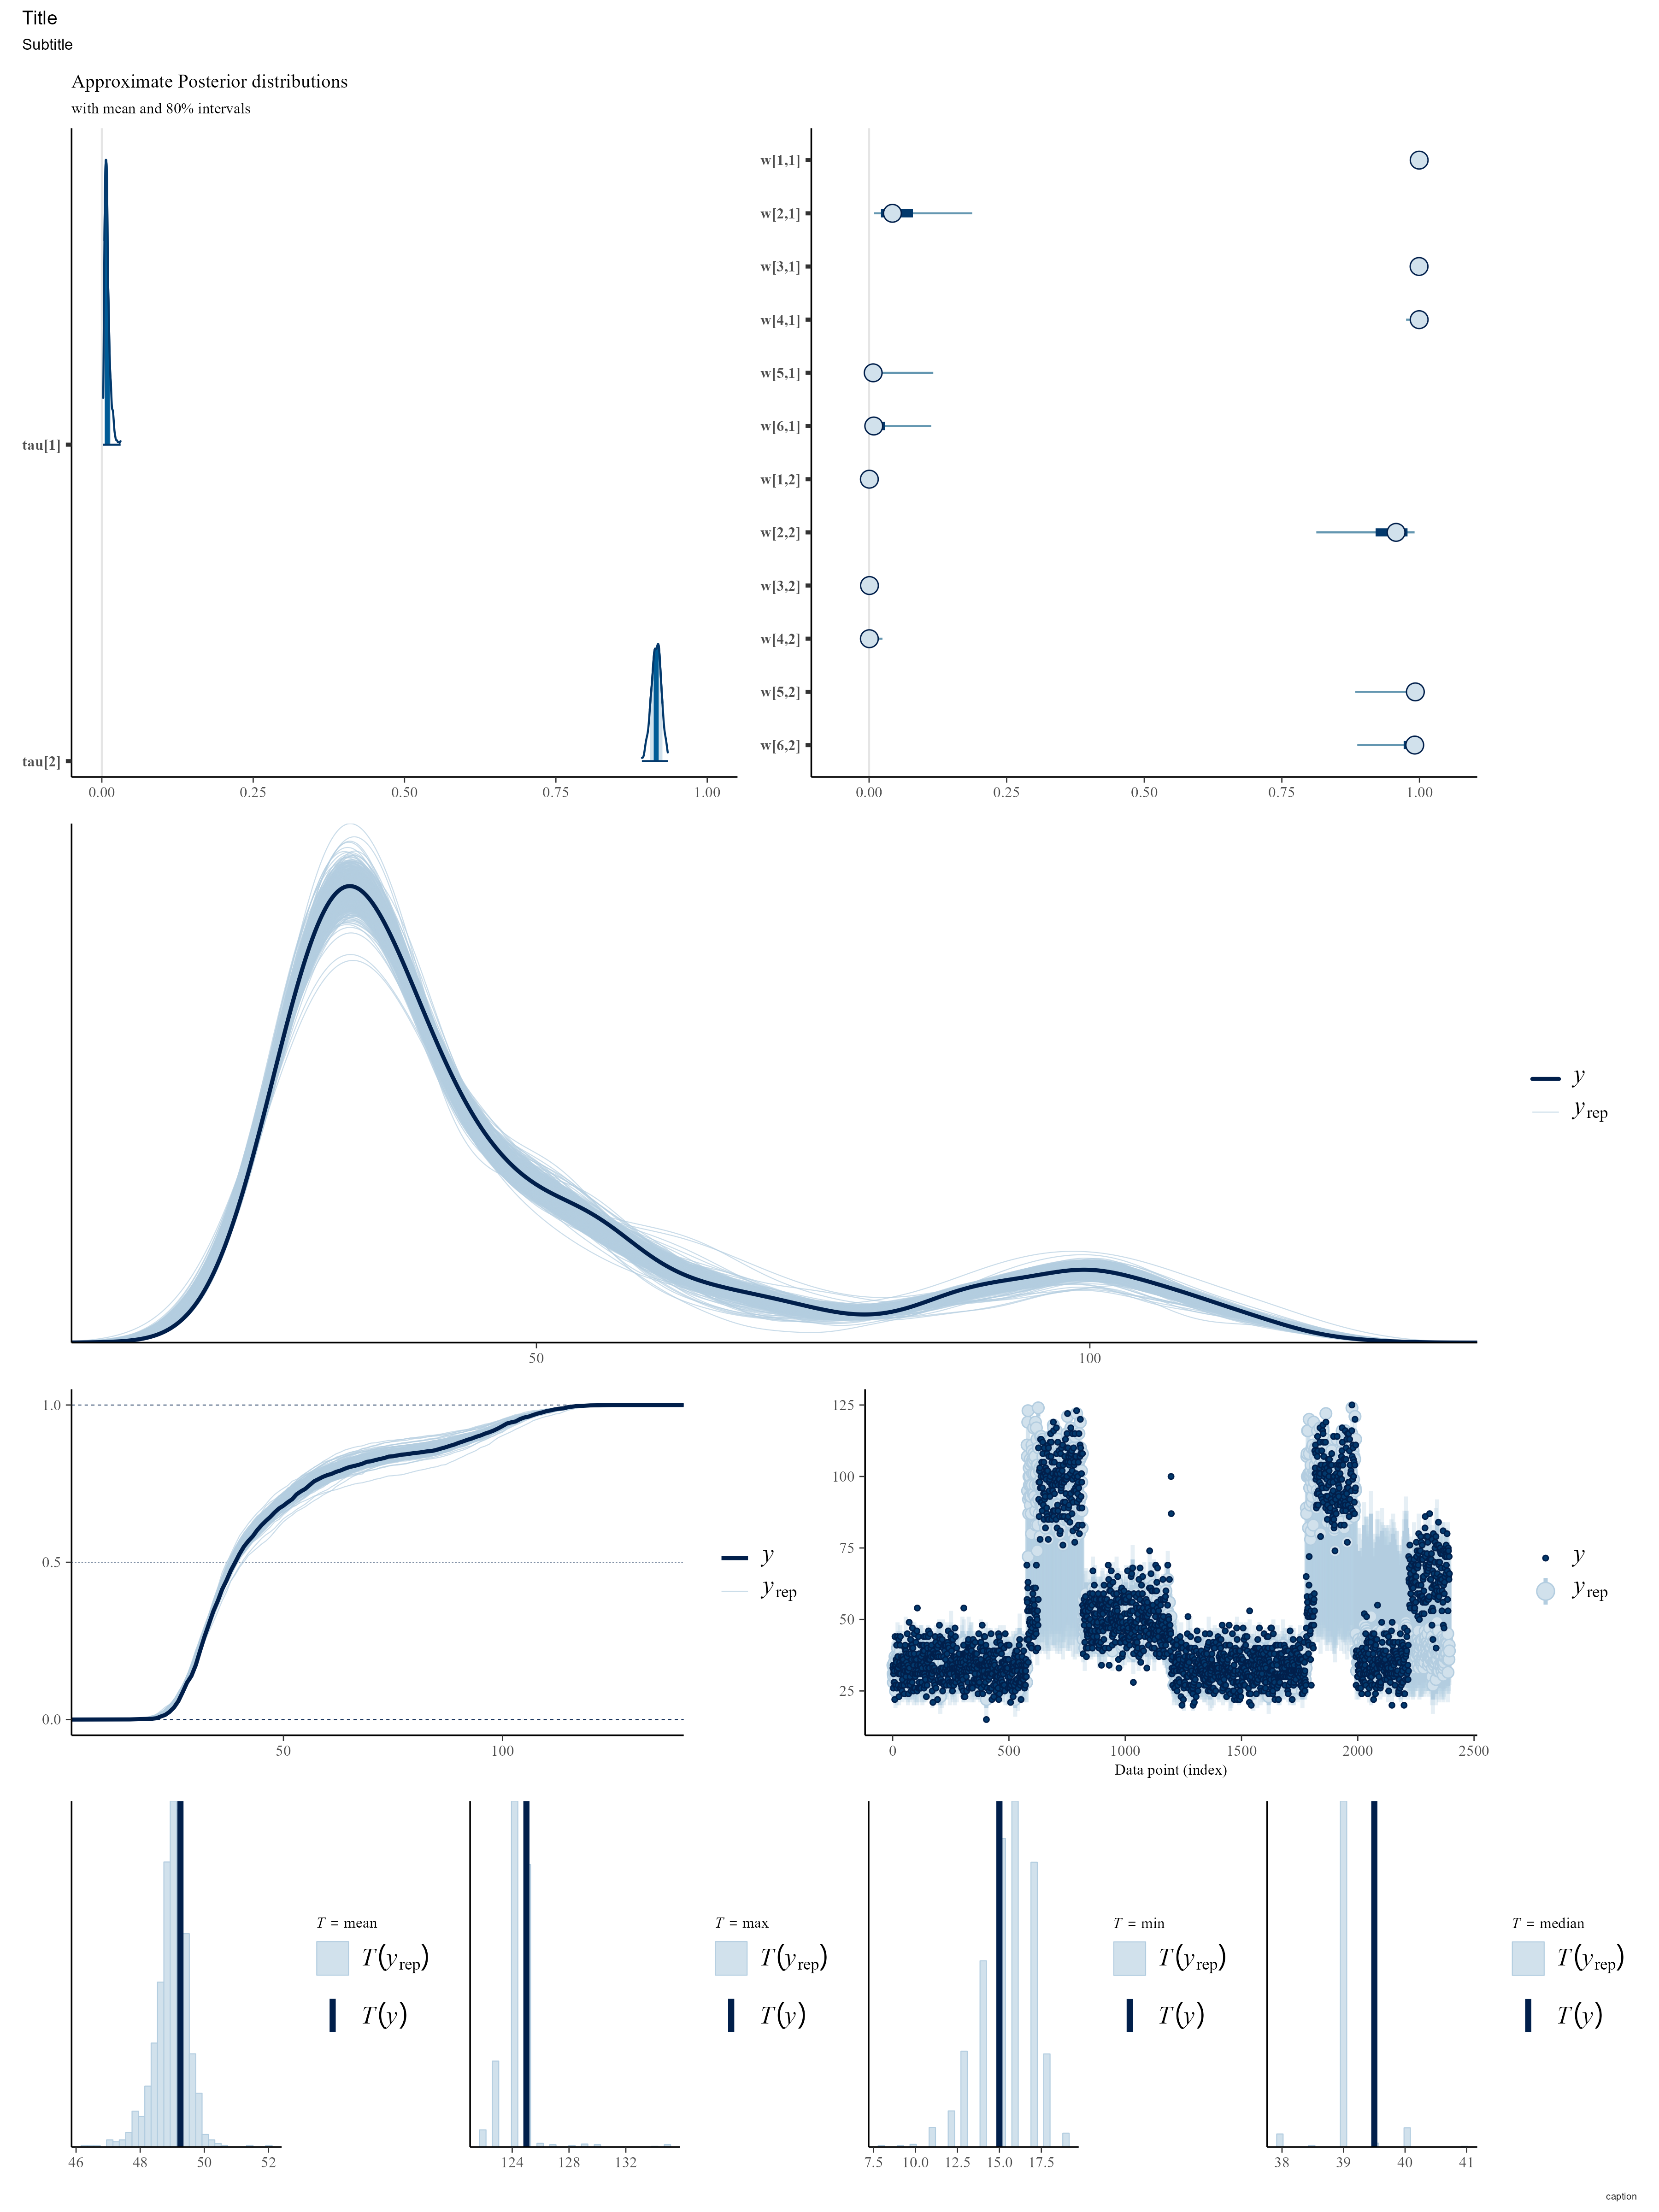 Title
Subtitle
Approximate Posterior distributions
with mean and 80% intervals
tau[1]
tau[2]
0.00 0.25 0.50 0.75 1.00
w[1,1]
w[2,1]
w[3,1]
w[4,1]
w[5,1]
w[6,1]
w[1,2]
w[2,2]
w[3,2]
w[4,2]
w[5,2]
w[6,2]
0.00 0.25 0.50 0.75 1.00
50 100
y
yrep
1.0
0.5
0.0
50 100
y
yrep
125
100
75
50
25
0 500 1000 1500 2000 2500
Data point (index)
y
yrep
46 48 50 52
T = mean
T(yrep)
T(y)
124 128 132
T = max
T(yrep)
T(y)
7.5 10.0 12.5 15.0 17.5
T = min
T(yrep)
T(y)
38 39 40 41
T = median
T(yrep)
T(y)
caption